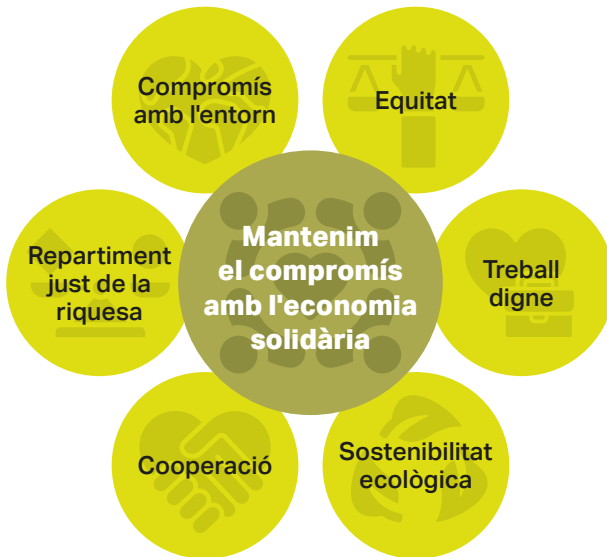 Compromís
amb l'entorn
Equitat
Repartiment
just de la
riquesa
Mantenim
el compromís
amb l'economia
solidària
Treball
digne
Cooperació
Sostenibilitat
ecològica